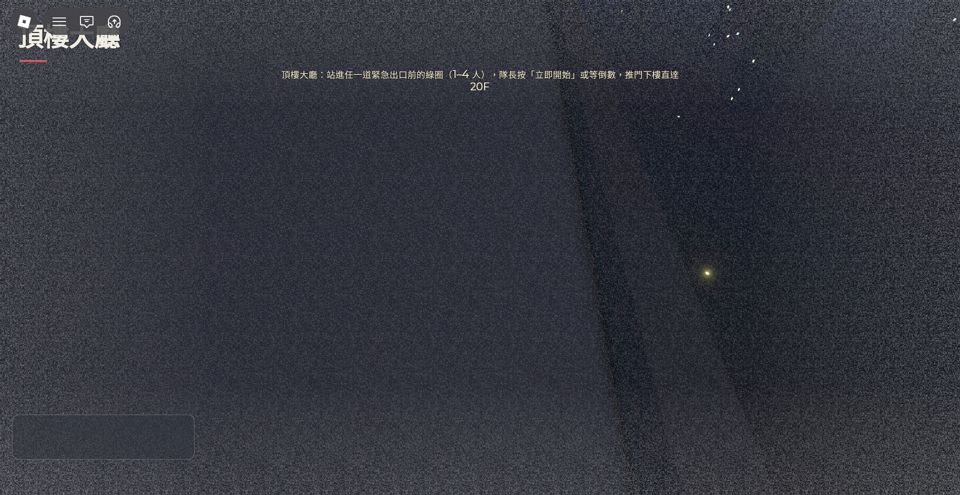 頂樓大廳
頂樓大廳：站進任一道緊急出口前的綠圈（1–4 人），隊長按「立即開始」或等倒數，推門下樓直達
20F